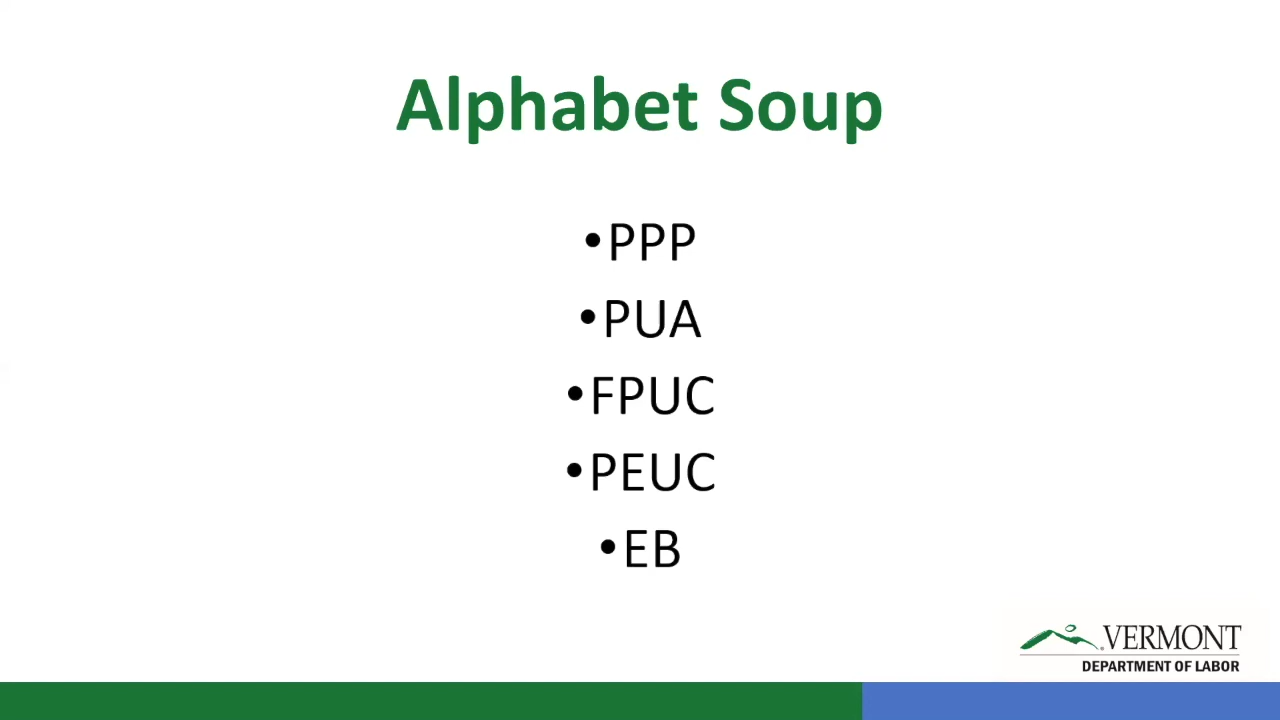 Alphabet Soup
•PPP
•PUA
•FPUC
•PEUC
•EB
VERMONT
DEPARTMENT OF LABOR